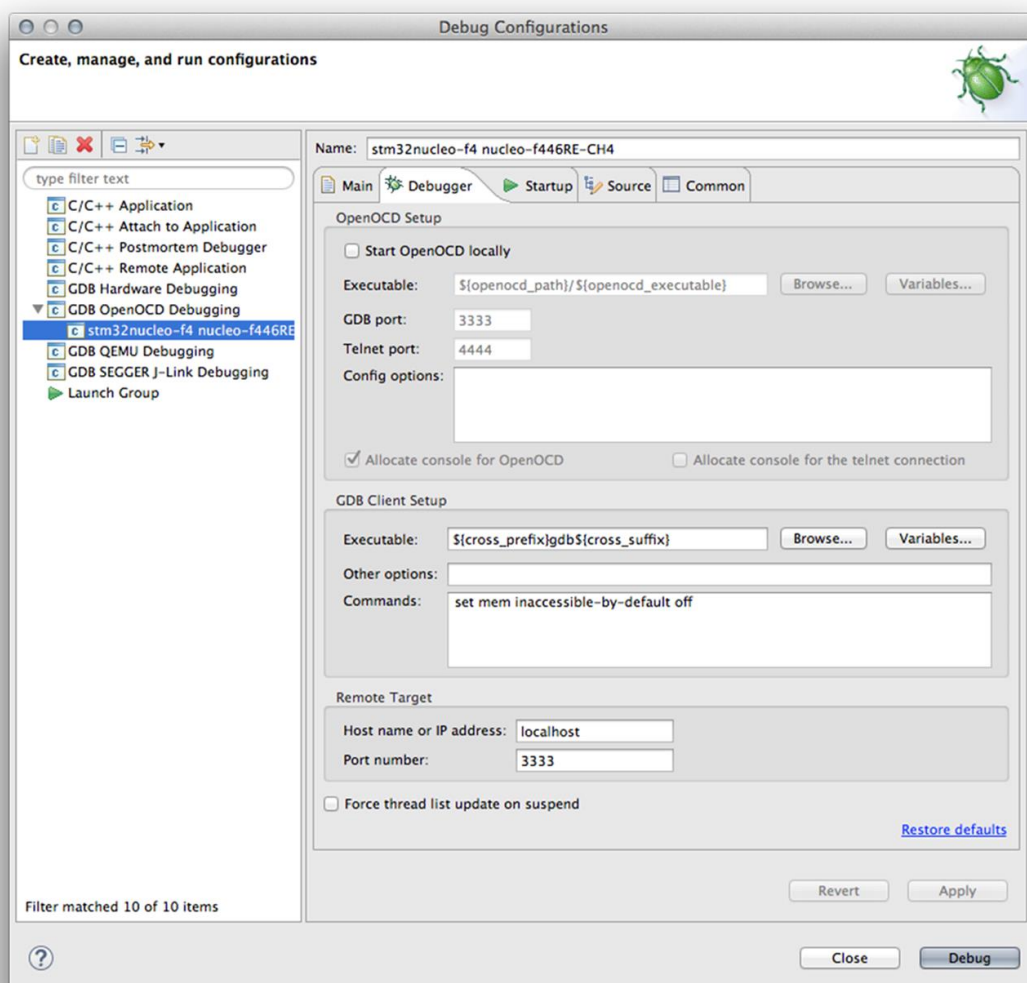 Debug Configurations
Create, manage, and run configurations
type filter text
C/C++ Application
C/C++ Attach to Application
C/C++ Postmortem Debugger
C/C++ Remote Application
GDB Hardware Debugging
GDB OpenOCD Debugging
stm32nucleo-f4 nucleo-f446RE
GDB QEMU Debugging
GDB SEGGER J-Link Debugging
Launch Group
Filter matched 10 of 10 items
Name: stm32nucleo-f4 nucleo-f446RE-CH4
Main Debugger Startup Source Common
OpenOCD Setup
Start OpenOCD locally
Executable: ${openocd_path}/${openocd_executable} Browse... Variables...
GDB port: 3333
Telnet port: 4444
Config options:
Allocate console for OpenOCD Allocate console for the telnet connection
GDB Client Setup
Executable: ${cross_prefix}gdb${cross_suffix} Browse... Variables...
Other options:
Commands: set mem inaccessible-by-default off
Remote Target
Host name or IP address: localhost
Port number: 3333
Force thread list update on suspend
Restore defaults
Revert Apply
? Close Debug